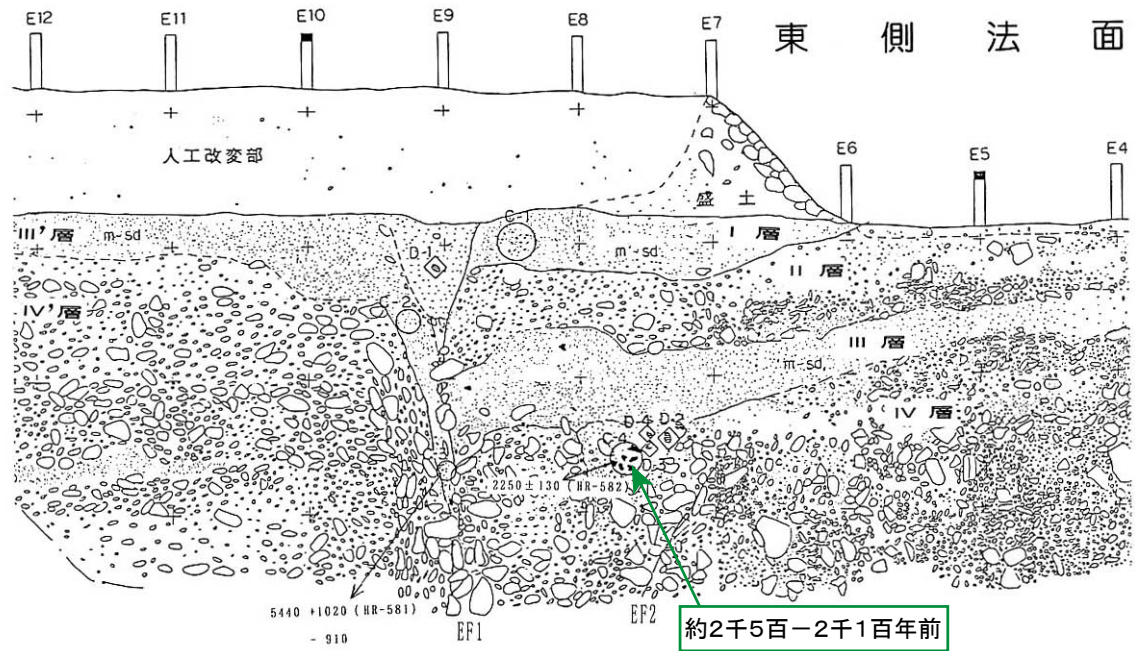 E12 E11 E10 E9 E8 E7 東側法面
E6 E5 E4
人工改変部
盛土
C-1
III'層 m-sd D-1 m-sd I層
II層
C-2
IV'層
III層
m-sd
IV層
D-2
2250±130 (HR-582)
5440 +1020 (HR-581)
- 910
EF1
EF2
約2千5百－2千1百年前